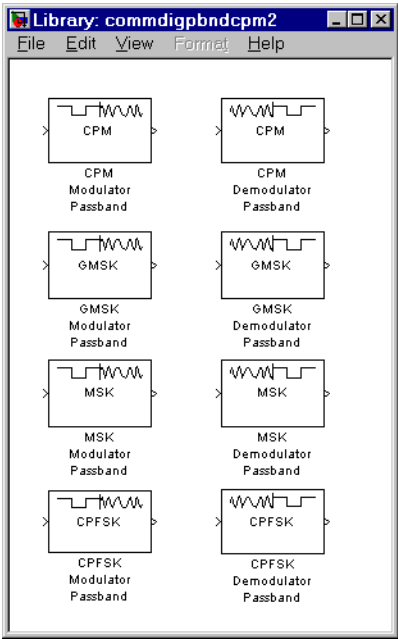 Library: commdigpbndcpm2
File Edit View Format Help
CPM
CPM
Modulator
Passband
CPM
CPM
Demodulator
Passband
GMSK
GMSK
Modulator
Passband
GMSK
GMSK
Demodulator
Passband
MSK
MSK
Modulator
Passband
MSK
MSK
Demodulator
Passband
CPFSK
CPFSK
Modulator
Passband
CPFSK
CPFSK
Demodulator
Passband